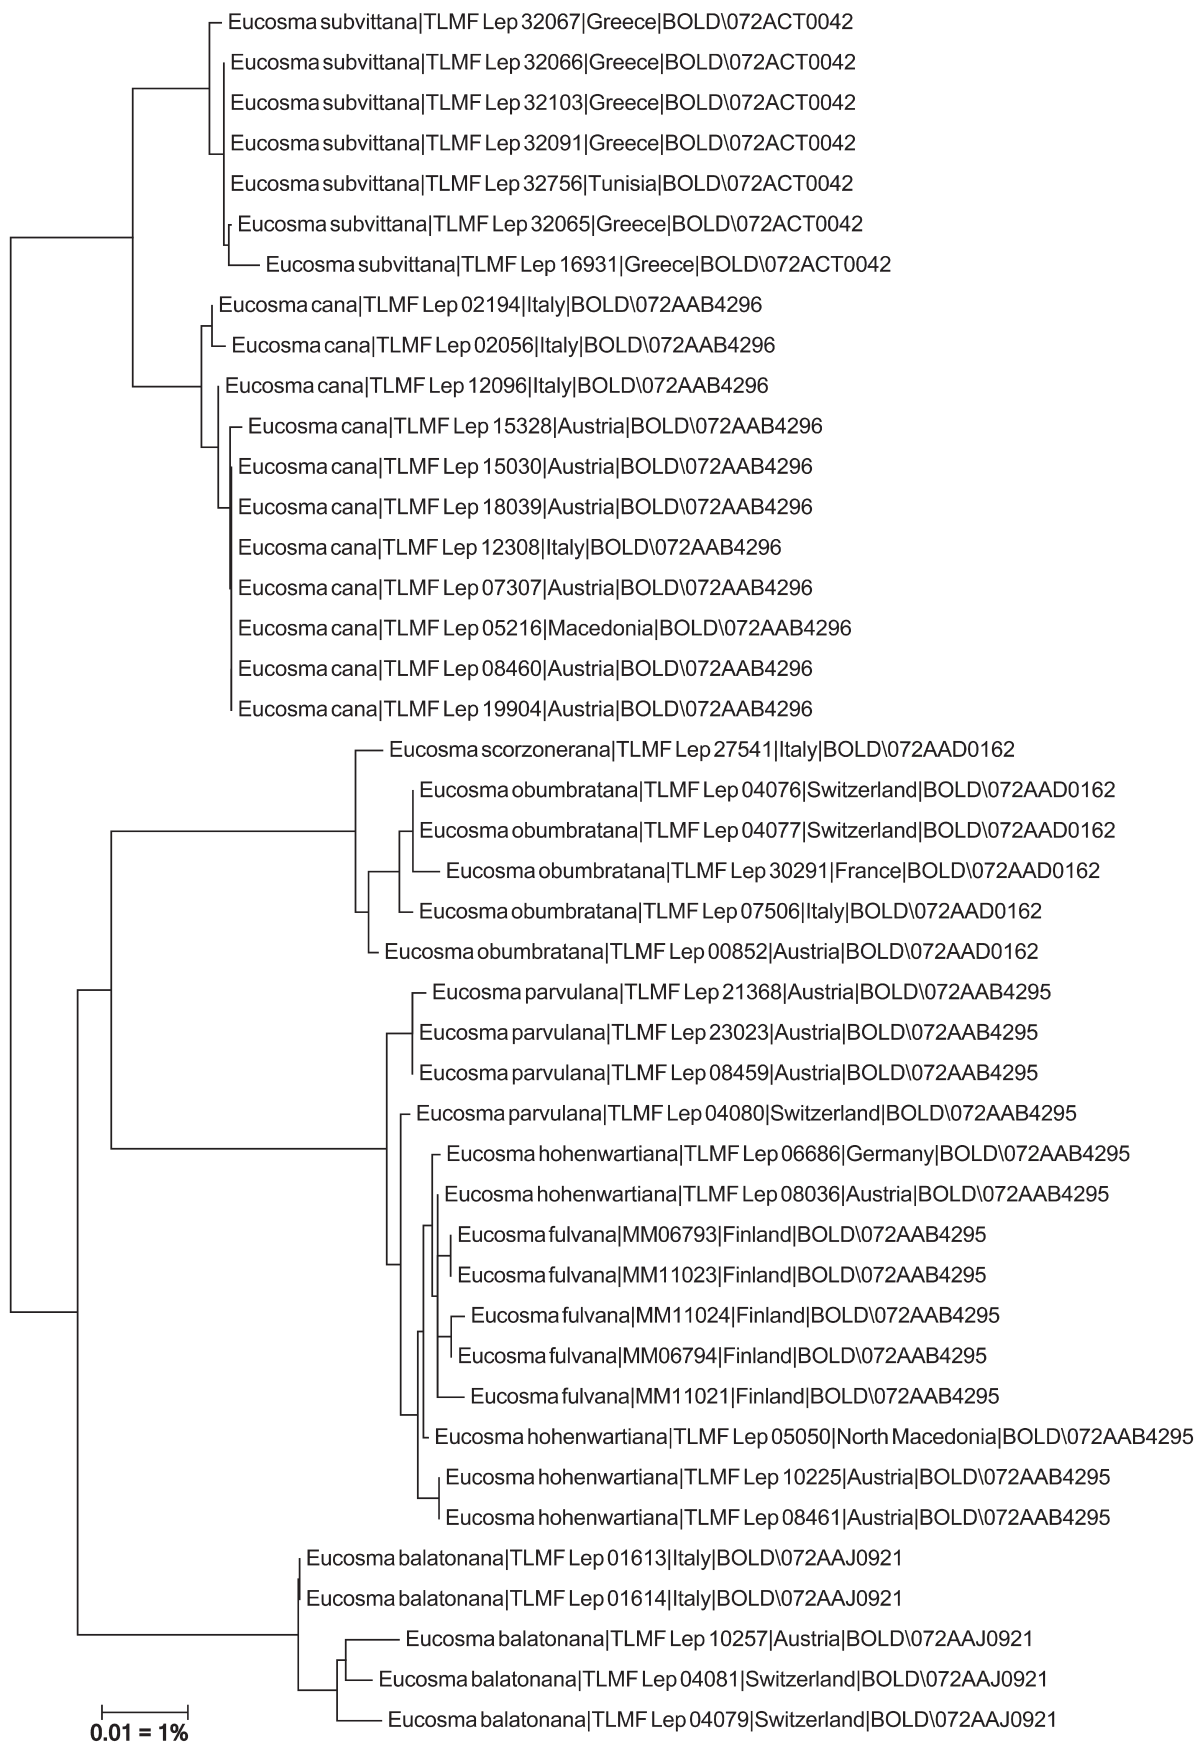 Eucosma subvittana|TLMF Lep 32067|Greece|BOLD\072ACT0042
Eucosma subvittana|TLMF Lep 32066|Greece|BOLD\072ACT0042
Eucosma subvittana|TLMF Lep 32103|Greece|BOLD\072ACT0042
Eucosma subvittana|TLMF Lep 32091|Greece|BOLD\072ACT0042
Eucosma subvittana|TLMF Lep 32756|Tunisia|BOLD\072ACT0042
Eucosma subvittana|TLMF Lep 32065|Greece|BOLD\072ACT0042
Eucosma subvittana|TLMF Lep 16931|Greece|BOLD\072ACT0042
Eucosma cana|TLMF Lep 02194|Italy|BOLD\072AAB4296
Eucosma cana|TLMF Lep 02056|Italy|BOLD\072AAB4296
Eucosma cana|TLMF Lep 12096|Italy|BOLD\072AAB4296
Eucosma cana|TLMF Lep 15328|Austria|BOLD\072AAB4296
Eucosma cana|TLMF Lep 15030|Austria|BOLD\072AAB4296
Eucosma cana|TLMF Lep 18039|Austria|BOLD\072AAB4296
Eucosma cana|TLMF Lep 12308|Italy|BOLD\072AAB4296
Eucosma cana|TLMF Lep 07307|Austria|BOLD\072AAB4296
Eucosma cana|TLMF Lep 05216|Macedonia|BOLD\072AAB4296
Eucosma cana|TLMF Lep 08460|Austria|BOLD\072AAB4296
Eucosma cana|TLMF Lep 19904|Austria|BOLD\072AAB4296
Eucosma scorzonerana|TLMF Lep 27541|Italy|BOLD\072AAD0162
Eucosma obumbratana|TLMF Lep 04076|Switzerland|BOLD\072AAD0162
Eucosma obumbratana|TLMF Lep 04077|Switzerland|BOLD\072AAD0162
Eucosma obumbratana|TLMF Lep 30291|France|BOLD\072AAD0162
Eucosma obumbratana|TLMF Lep 07506|Italy|BOLD\072AAD0162
Eucosma obumbratana|TLMF Lep 00852|Austria|BOLD\072AAD0162
Eucosma parvulana|TLMF Lep 21368|Austria|BOLD\072AAB4295
Eucosma parvulana|TLMF Lep 23023|Austria|BOLD\072AAB4295
Eucosma parvulana|TLMF Lep 08459|Austria|BOLD\072AAB4295
Eucosma parvulana|TLMF Lep 04080|Switzerland|BOLD\072AAB4295
Eucosma hohenwartiana|TLMF Lep 06686|Germany|BOLD\072AAB4295
Eucosma hohenwartiana|TLMF Lep 08036|Austria|BOLD\072AAB4295
Eucosma fulvana|MM06793|Finland|BOLD\072AAB4295
Eucosma fulvana|MM11023|Finland|BOLD\072AAB4295
Eucosma fulvana|MM11024|Finland|BOLD\072AAB4295
Eucosma fulvana|MM06794|Finland|BOLD\072AAB4295
Eucosma fulvana|MM11021|Finland|BOLD\072AAB4295
Eucosma hohenwartiana|TLMF Lep 05050|North Macedonia|BOLD\072AAB4295
Eucosma hohenwartiana|TLMF Lep 10225|Austria|BOLD\072AAB4295
Eucosma hohenwartiana|TLMF Lep 08461|Austria|BOLD\072AAB4295
Eucosma balatonana|TLMF Lep 01613|Italy|BOLD\072AAJ0921
Eucosma balatonana|TLMF Lep 01614|Italy|BOLD\072AAJ0921
Eucosma balatonana|TLMF Lep 10257|Austria|BOLD\072AAJ0921
Eucosma balatonana|TLMF Lep 04081|Switzerland|BOLD\072AAJ0921
Eucosma balatonana|TLMF Lep 04079|Switzerland|BOLD\072AAJ0921
0.01 = 1%